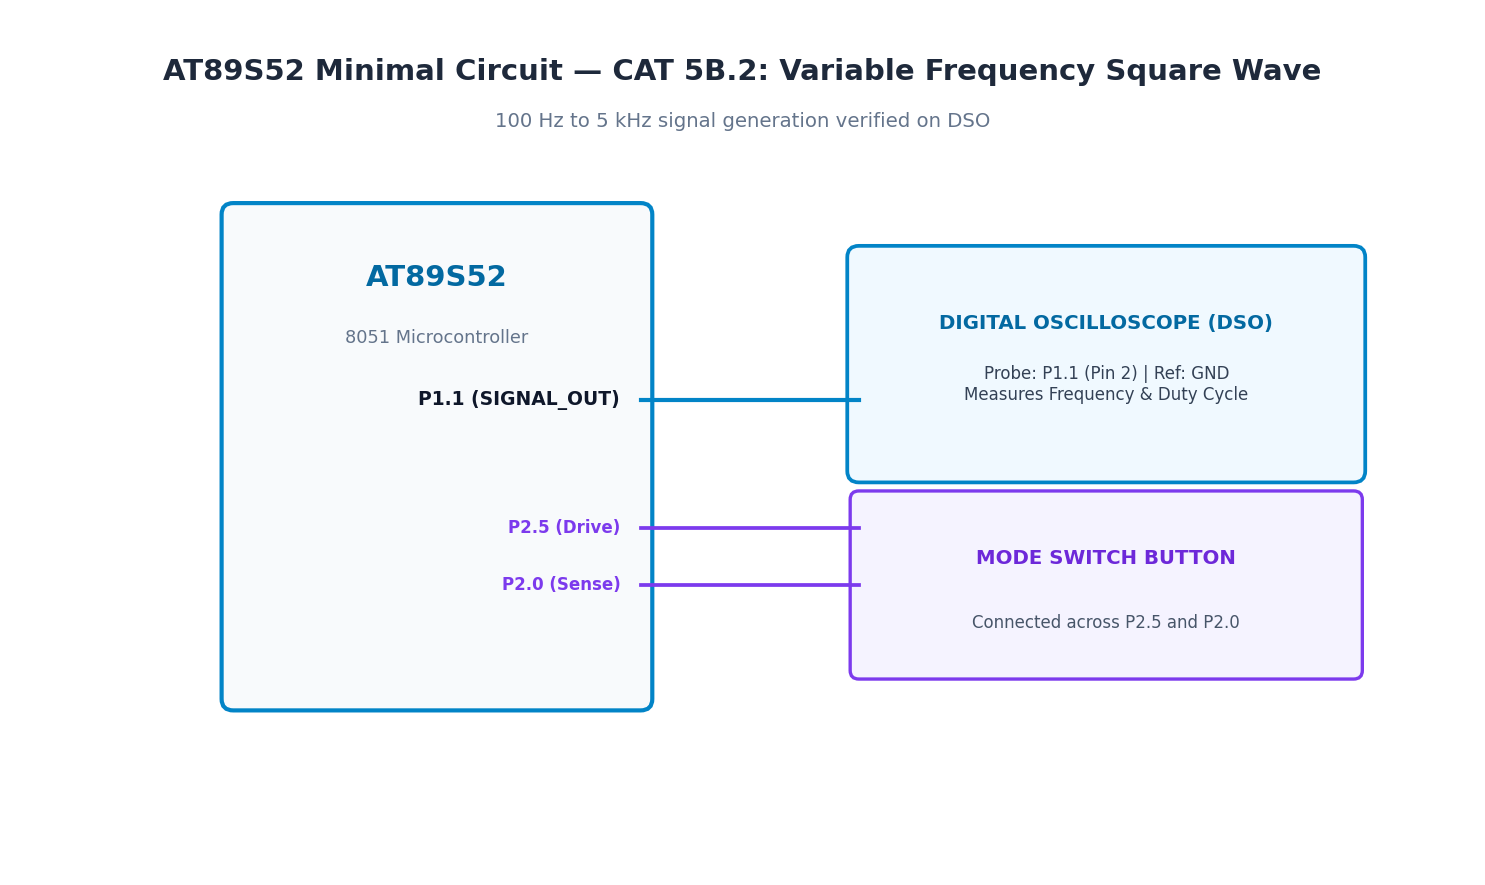 AT89S52 Minimal Circuit — CAT 5B.2: Variable Frequency Square Wave
100 Hz to 5 kHz signal generation verified on DSO
AT89S52
8051 Microcontroller
P1.1 (SIGNAL_OUT)
P2.5 (Drive)
P2.0 (Sense)
DIGITAL OSCILLOSCOPE (DSO)
Probe: P1.1 (Pin 2) | Ref: GND
Measures Frequency & Duty Cycle
MODE SWITCH BUTTON
Connected across P2.5 and P2.0